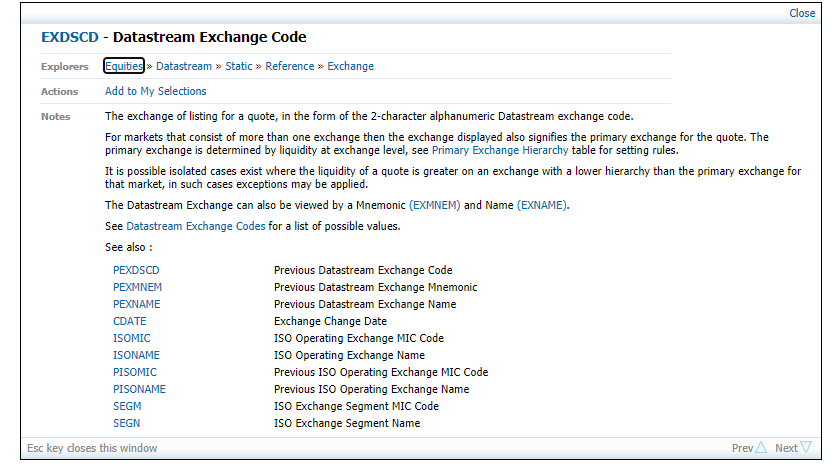 Close
EXDSCD - Datastream Exchange Code
Explorers Equities » Datastream » Static » Reference » Exchange
Actions Add to My Selections
Notes The exchange of listing for a quote, in the form of the 2-character alphanumeric Datastream exchange code.
For markets that consist of more than one exchange then the exchange displayed also signifies the primary exchange for the quote. The
primary exchange is determined by liquidity at exchange level, see Primary Exchange Hierarchy table for setting rules.
It is possible isolated cases exist where the liquidity of a quote is greater on an exchange with a lower hierarchy than the primary exchange for
that market, in such cases exceptions may be applied.
The Datastream Exchange can also be viewed by a Mnemonic (EXMNEM) and Name (EXNAME).
See Datastream Exchange Codes for a list of possible values.
See also :
PEXDSCD Previous Datastream Exchange Code
PEXMNEM Previous Datastream Exchange Mnemonic
PEXNAME Previous Datastream Exchange Name
CDATE Exchange Change Date
ISOMIC ISO Operating Exchange MIC Code
ISONAME ISO Operating Exchange Name
PISOMIC Previous ISO Operating Exchange MIC Code
PISONAME Previous ISO Operating Exchange Name
SEGM ISO Exchange Segment MIC Code
SEGN ISO Exchange Segment Name
Esc key closes this window Prev Next